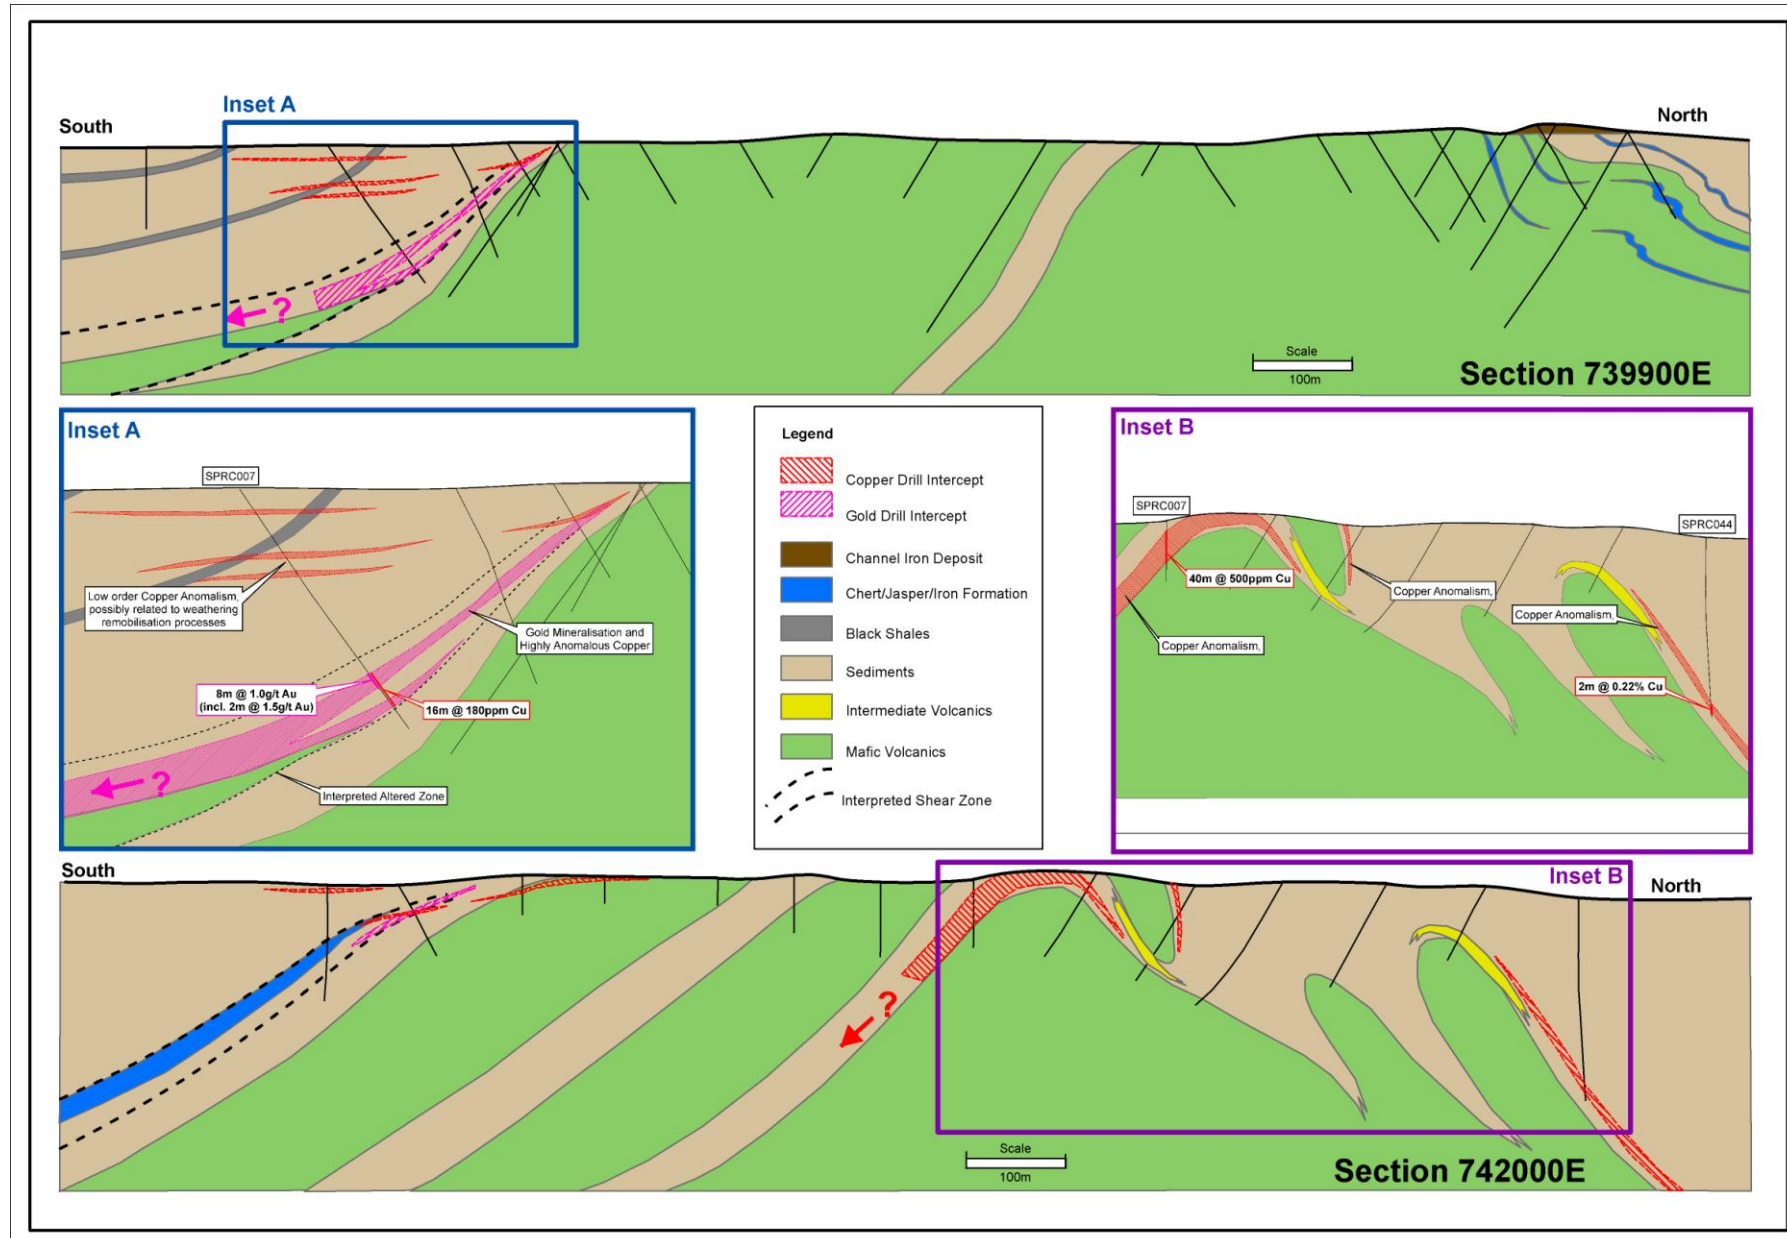 Inset A
South
North
?
Scale
100m
Section 739900E
Inset A
SPRC007
Low order Copper Anomalism,
possibly related to weathering
remobilisation processes
Gold Mineralisation and
Highly Anomalous Copper
8m @ 1.0g/t Au
(incl. 2m @ 1.5g/t Au)
16m @ 180ppm Cu
?
Interpreted Altered Zone
Legend
Copper Drill Intercept
Gold Drill Intercept
Channel Iron Deposit
Chert/Jasper/Iron Formation
Black Shales
Sediments
Intermediate Volcanics
Mafic Volcanics
Interpreted Shear Zone
Inset B
SPRC007
SPRC044
40m @ 500ppm Cu
Copper Anomalism,
Copper Anomalism,
Copper Anomalism,
2m @ 0.22% Cu
South
Inset B
North
?
Scale
100m
Section 742000E